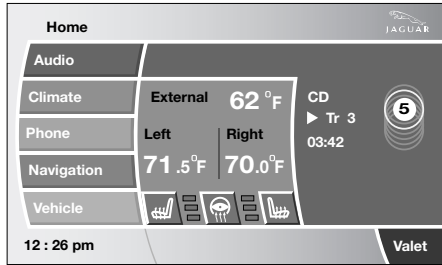 Home
JAGUAR
Audio
Climate
Phone
Navigation
Vehicle
External 62 °F
Left Right
71.5°F 70.0°F
CD
Tr 3
03:42
5
12 : 26 pm
Valet